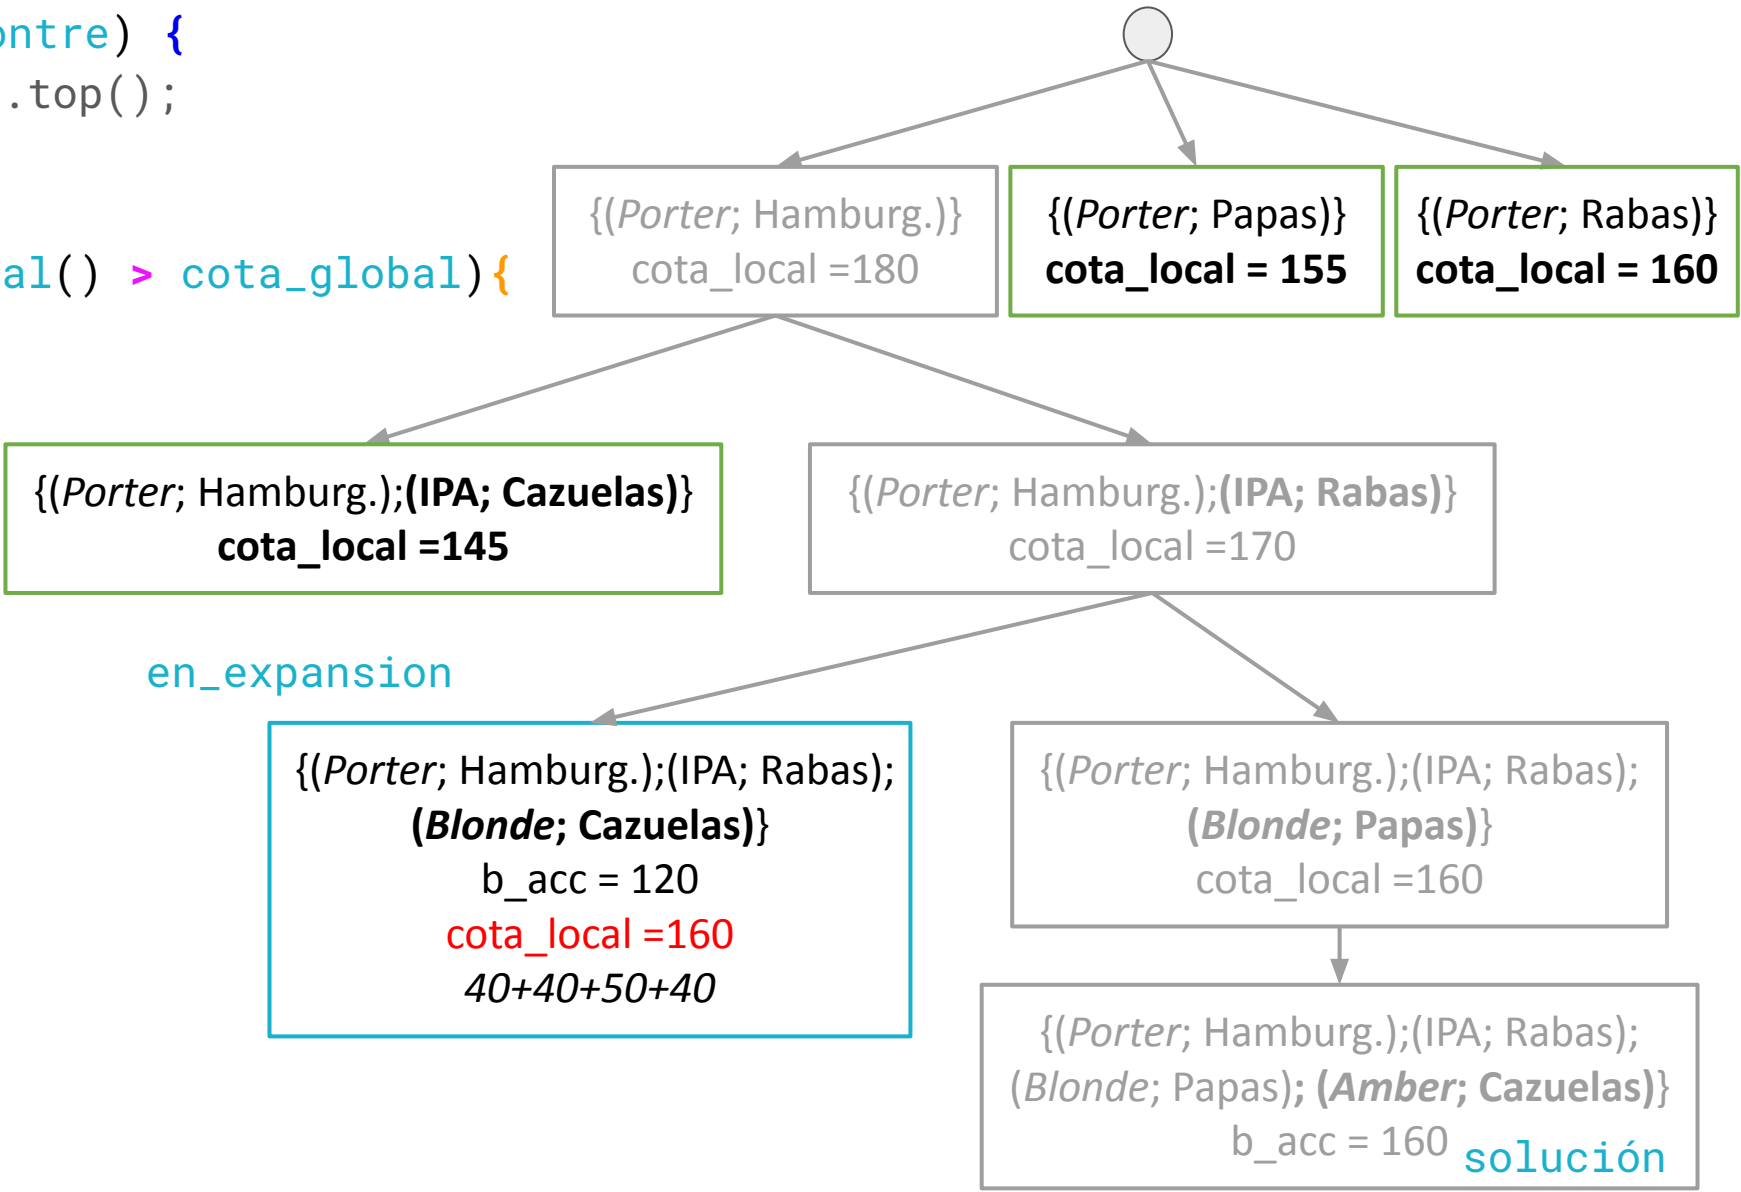 ontre) {
.top();
al() > cota_global){
{(Porter; Hamburg.)}
cota_local =180
{(Porter; Papas)}
cota_local = 155
{(Porter; Rabas)}
cota_local = 160
{(Porter; Hamburg.);(IPA; Cazuelas)}
cota_local =145
{(Porter; Hamburg.);(IPA; Rabas)}
cota_local =170
en_expansion
{(Porter; Hamburg.);(IPA; Rabas);
(Blonde; Cazuelas)}
b_acc = 120
cota_local =160
40+40+50+40
{(Porter; Hamburg.);(IPA; Rabas);
(Blonde; Papas)}
cota_local =160
{(Porter; Hamburg.);(IPA; Rabas);
(Blonde; Papas); (Amber; Cazuelas)}
b_acc = 160
solución